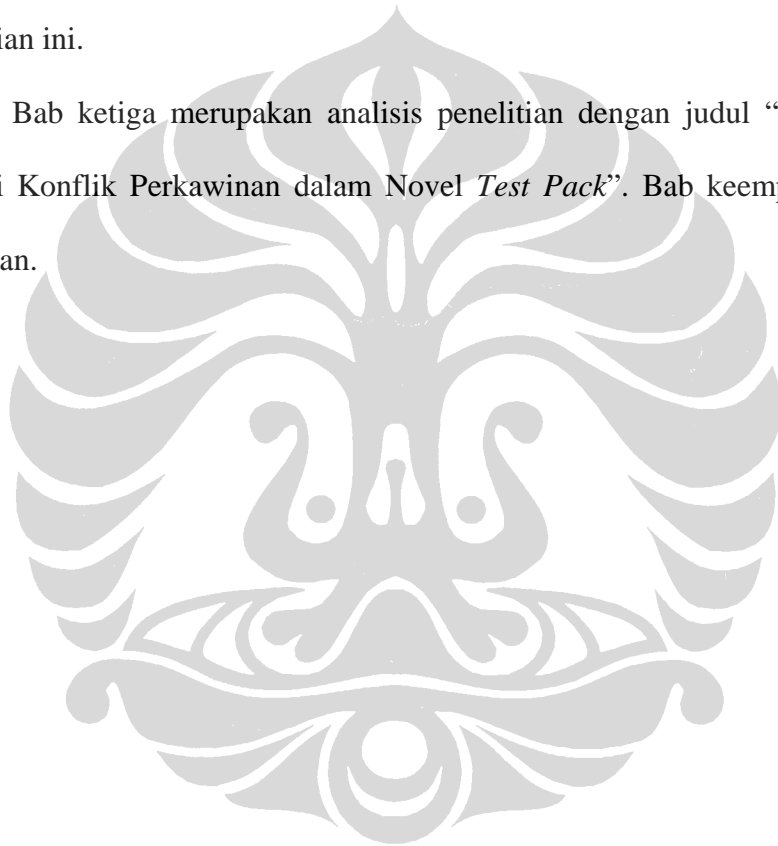 ian ini.
Bab ketiga merupakan analisis penelitian dengan judul “
i Konflik Perkawinan dalam Novel Test Pack”. Bab keemp
an.